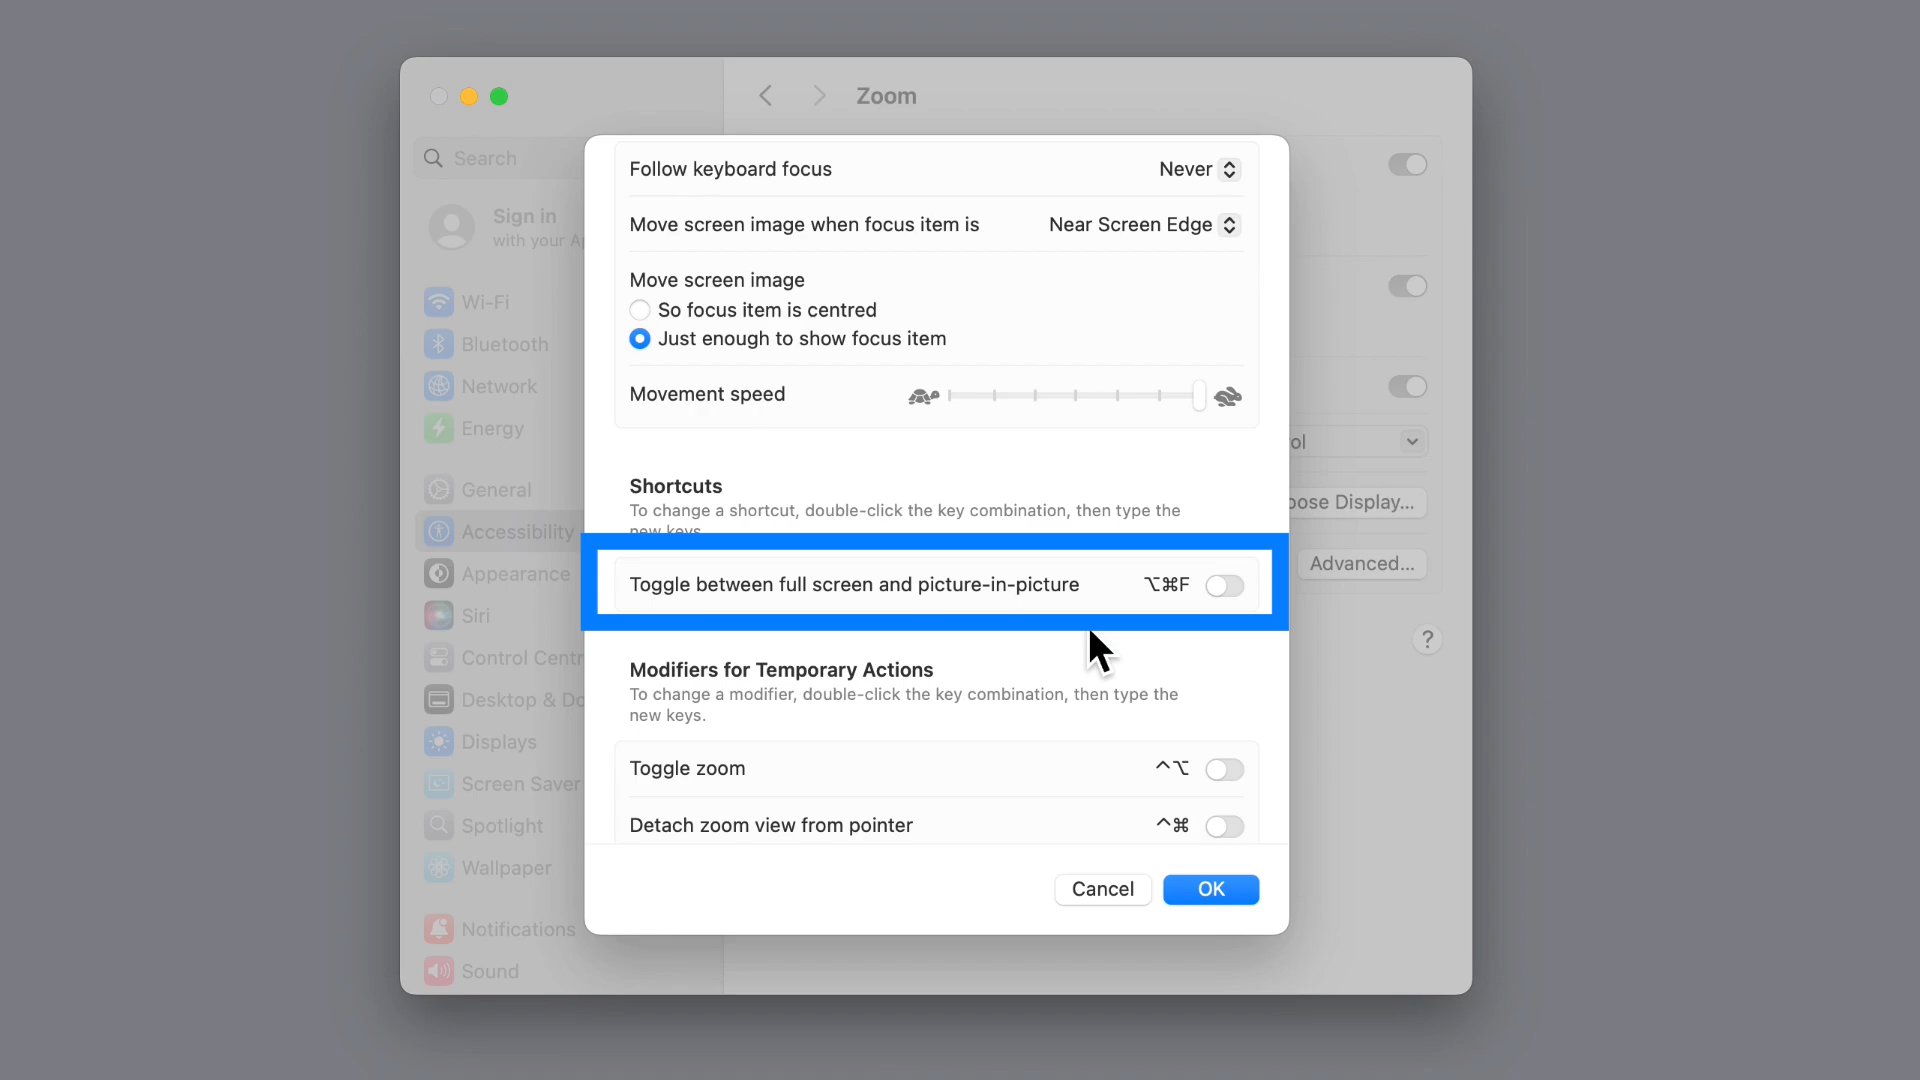 Zoom
Search
Sign in
with your
Wi-Fi
Bluetooth
Network
Energy
General
Accessibility
Appearance
Siri
Control
Desktop &
Displays
Screen Saver
Spotlight
Wallpaper
Notifications
Sound
Follow keyboard focus Never
Move screen image when focus item is Near Screen Edge
Move screen image
So focus item is centred
Just enough to show focus item
Movement speed
Shortcuts
To change a shortcut, double-click the key combination, then type the
new keys.
Toggle between full screen and picture-in-picture ⌥⌘F
Modifiers for Temporary Actions
To change a modifier, double-click the key combination, then type the
new keys.
Toggle zoom ^⌥
Detach zoom view from pointer ^⌘
Cancel OK
Display...
Advanced...
?